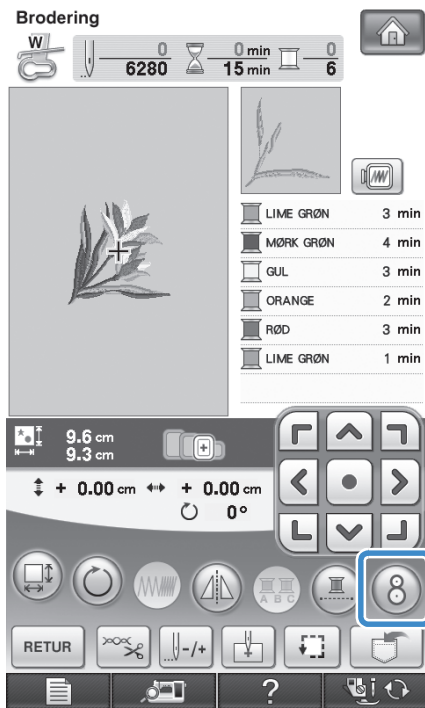 Brodering
W
0
6280
0 min
15 min
0
6
LIME GRØN 3 min
MØRK GRØN 4 min
GUL 3 min
ORANGE 2 min
RØD 3 min
LIME GRØN 1 min
9.6 cm
9.3 cm
+ 0.00 cm + 0.00 cm
0°
A B C
8
RETUR
-/+
?